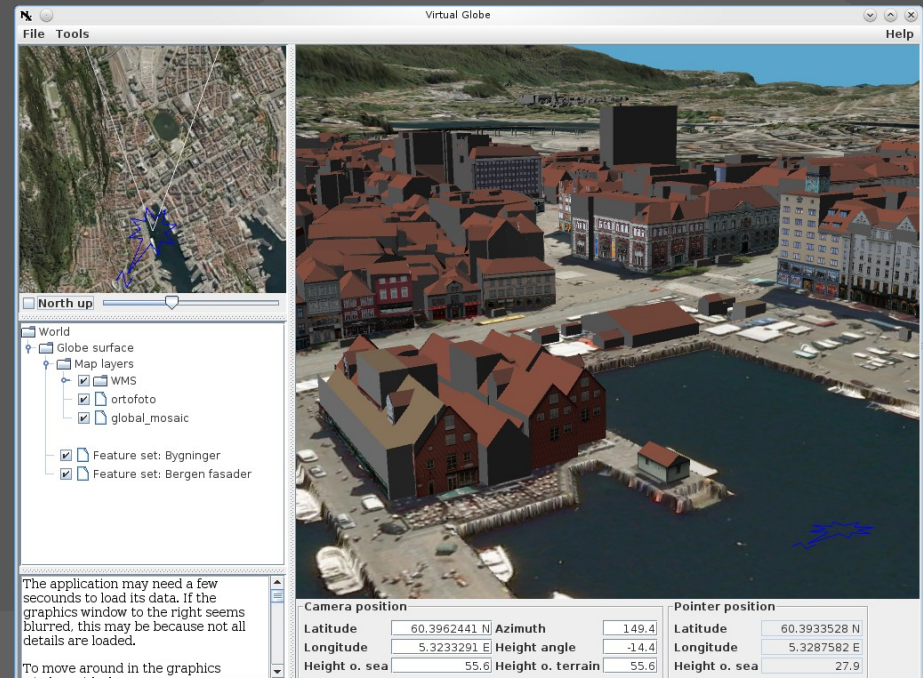 Virtual Globe
File Tools Help
North up
World
Globe surface
Map layers
WMS
ortofoto
global_mosaic
Feature set: Bygninger
Feature set: Bergen fasader
The application may need a few
secounds to load its data. If the
graphics window to the right seems
blurred, this may be because not all
details are loaded.
To move around in the graphics
Camera position
Latitude 60.3962441 N Azimuth 149.4
Longitude 5.3233291 E Height angle -14.4
Height o. sea 55.6 Height o. terrain 55.6
Pointer position
Latitude 60.3933528 N
Longitude 5.3287582 E
Height o. sea 27.9